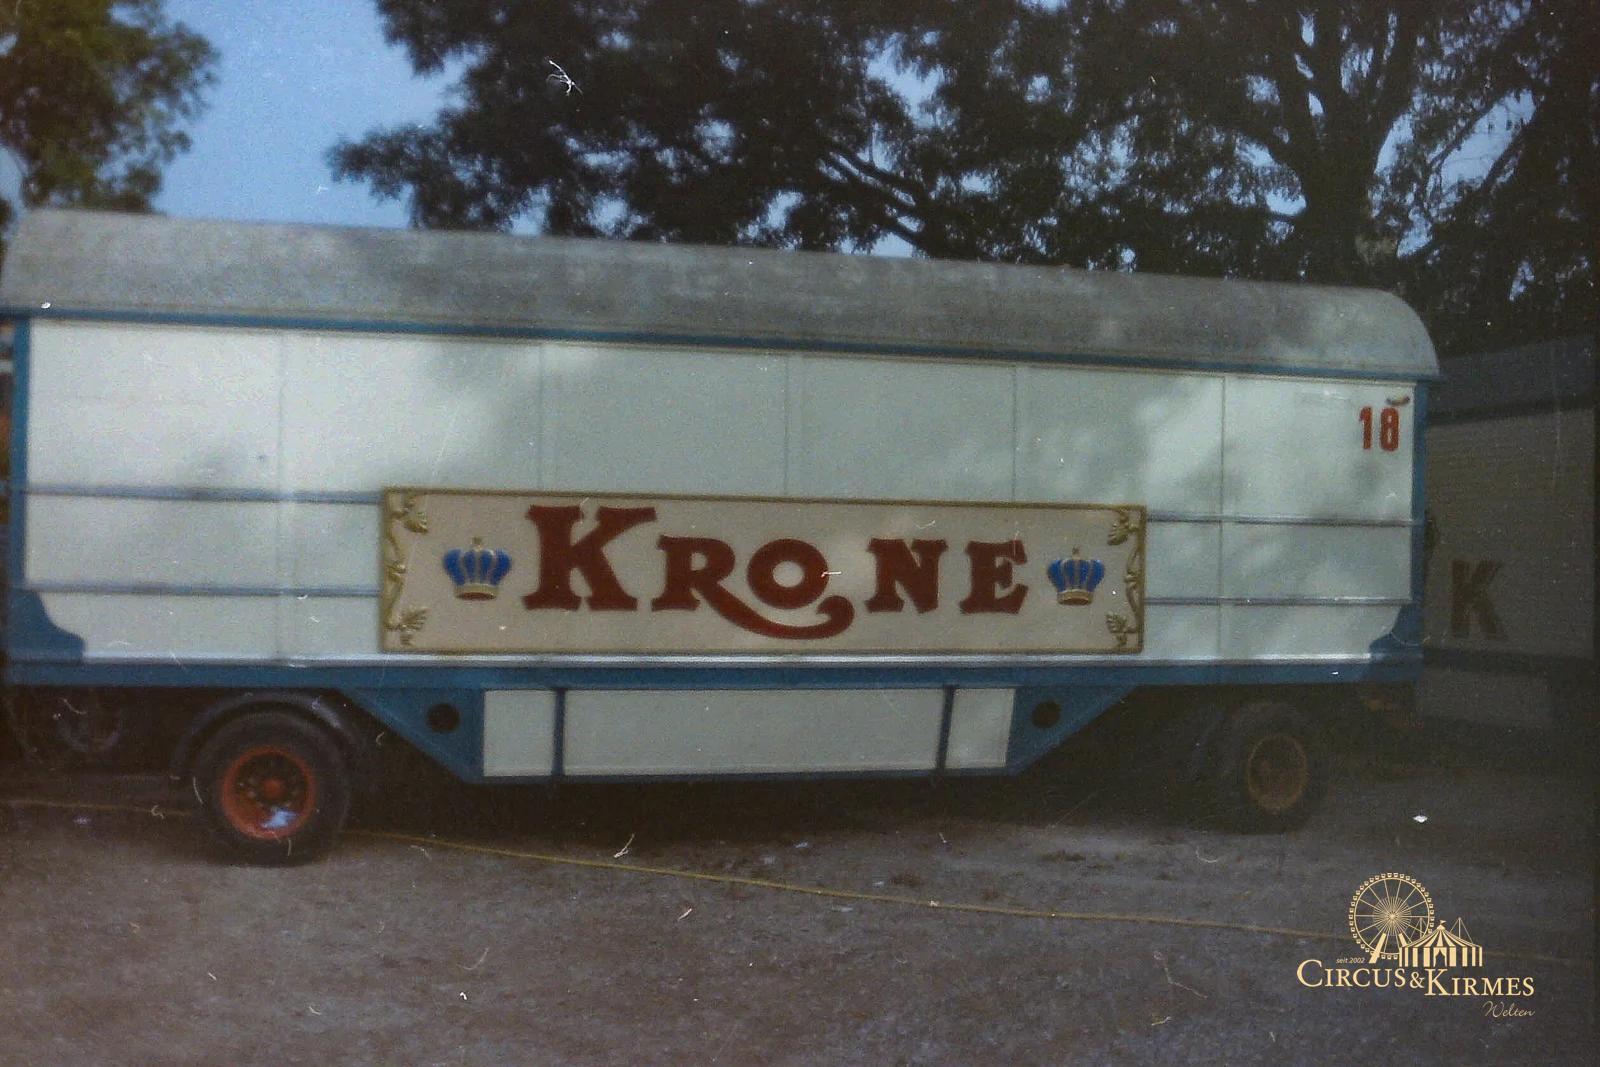 18
KRONE
K
seit 2002
CIRCUS&KIRMES
Welten